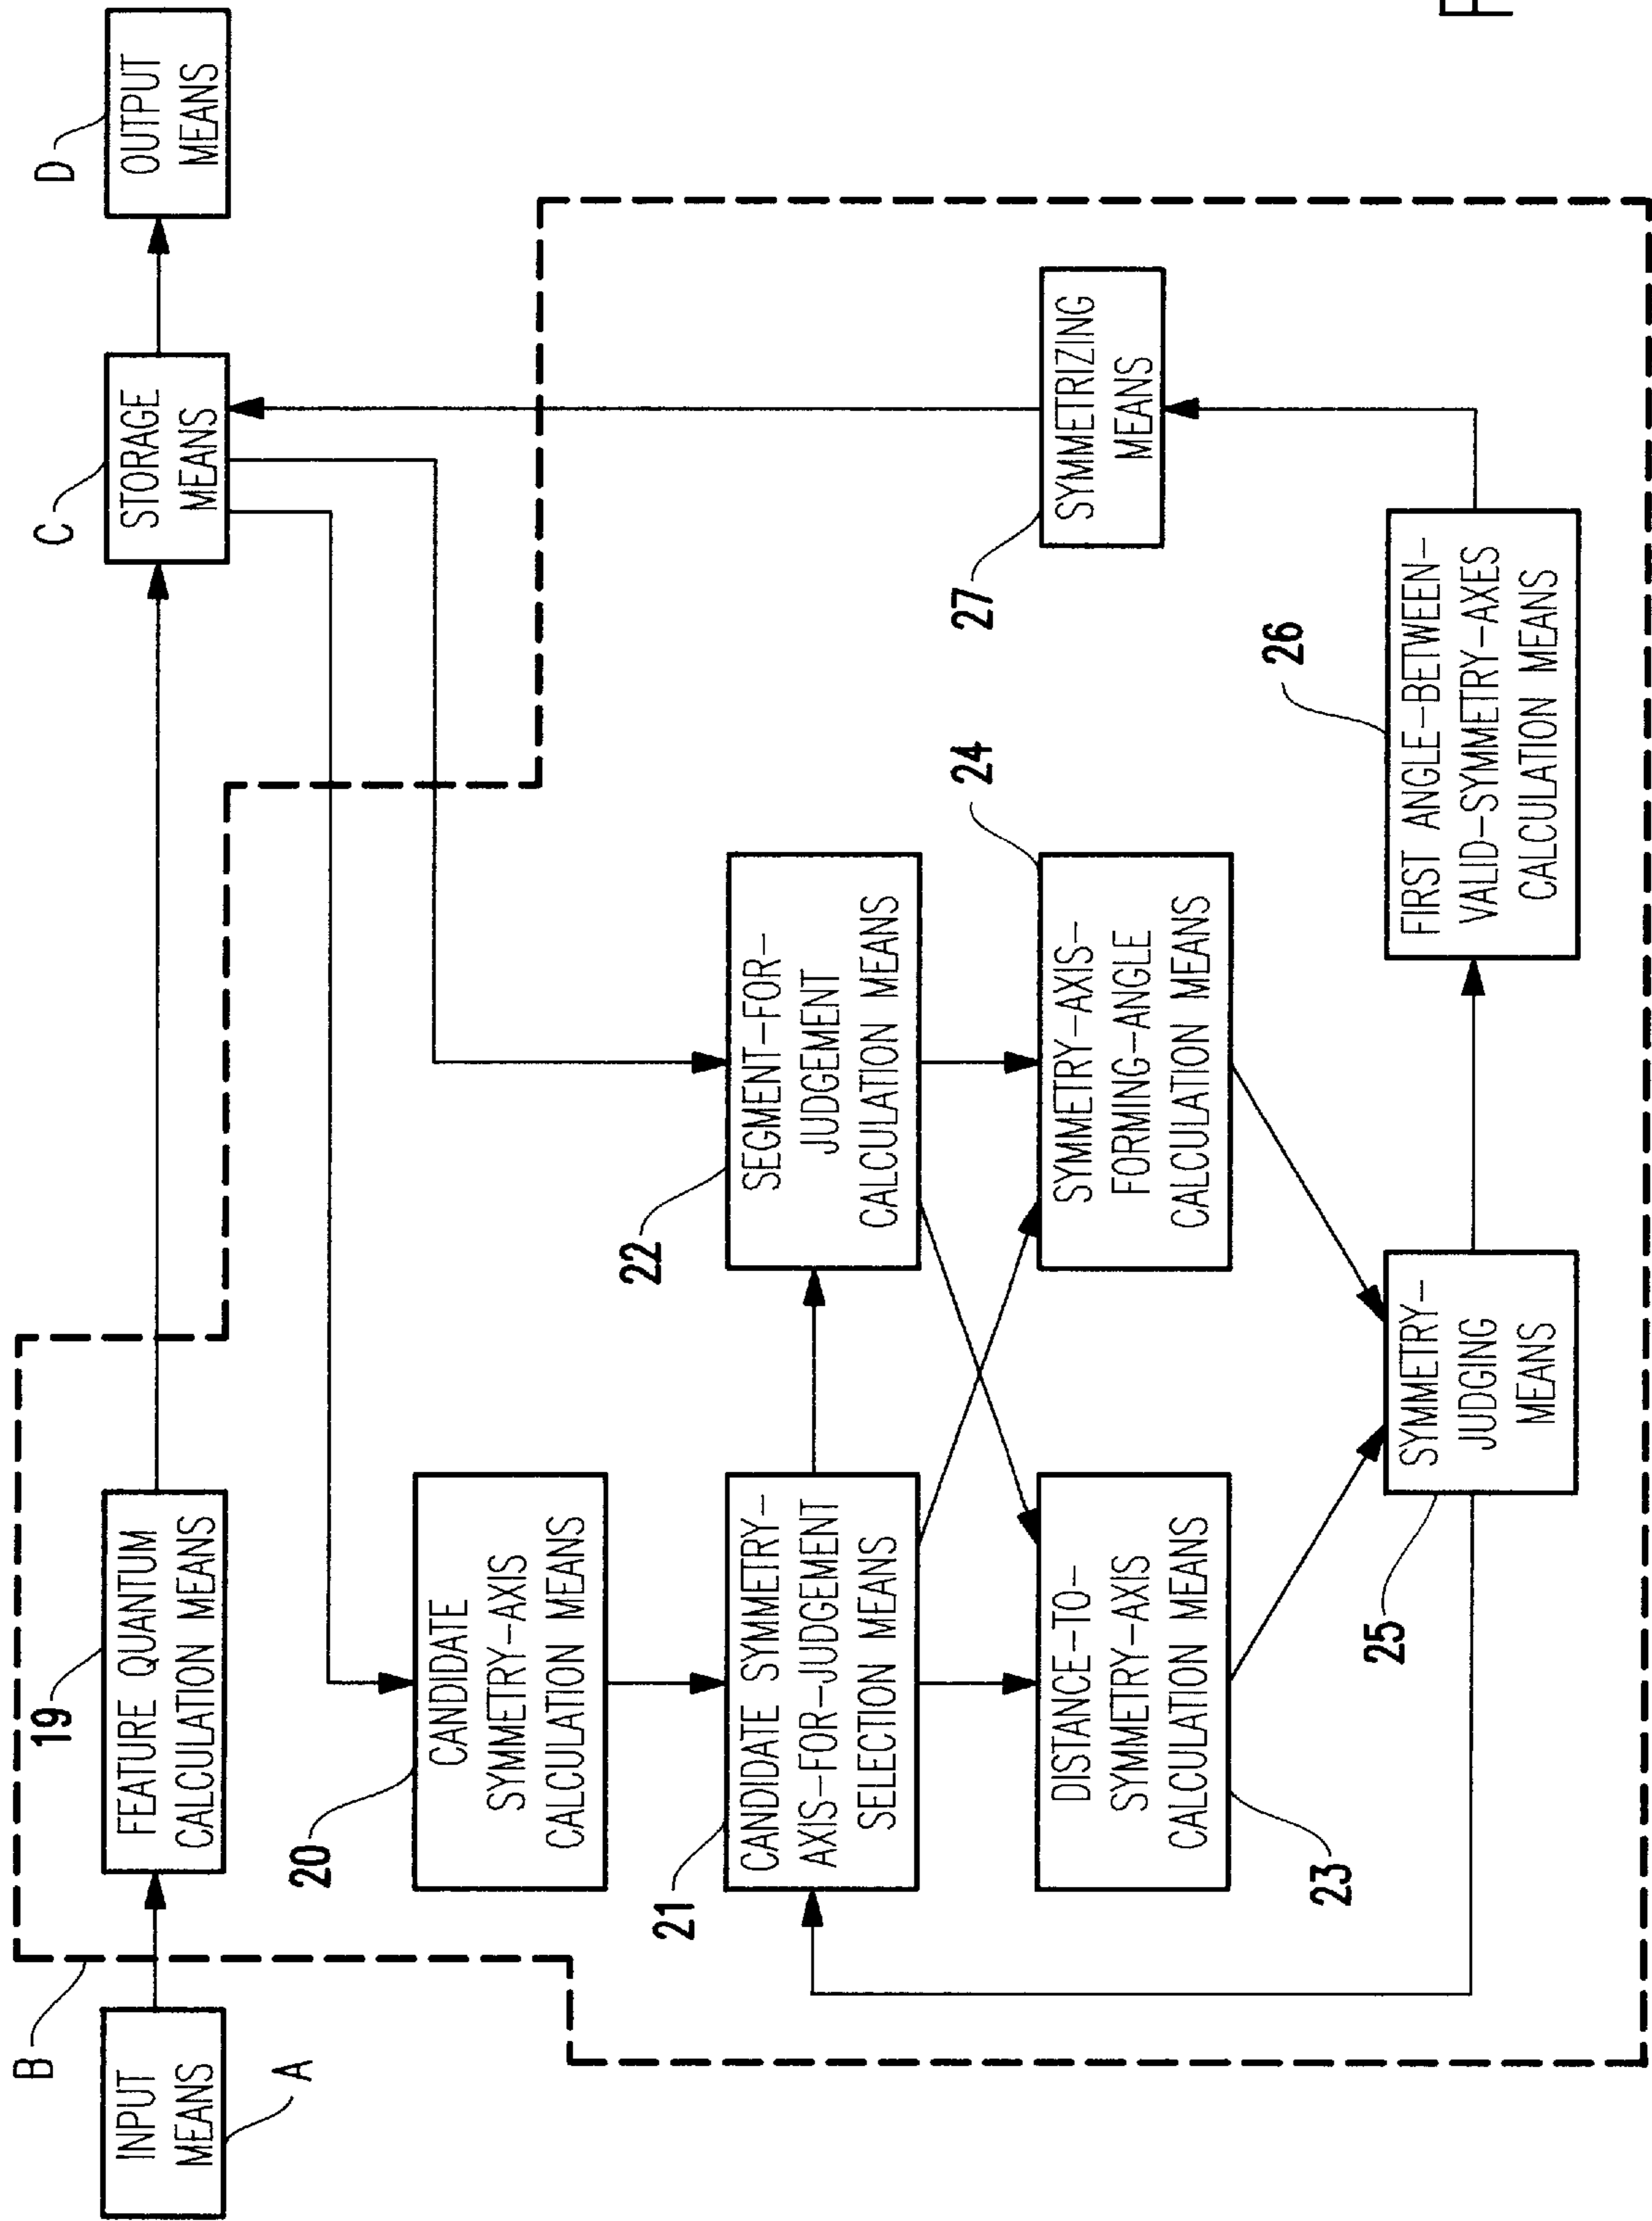 B
INPUT
MEANS
A
19
FEATURE QUANTUM
CALCULATION MEANS
C
STORAGE
MEANS
D
OUTPUT
MEANS
20
CANDIDATE
SYMMETRY-AXIS
CALCULATION MEANS
21
CANDIDATE SYMMETRY-
AXIS-FOR-JUDGEMENT
SELECTION MEANS
22
SEGMENT-FOR-
JUDGEMENT
CALCULATION MEANS
23
DISTANCE-TO-
SYMMETRY-AXIS
CALCULATION MEANS
24
SYMMETRY-AXIS-
FORMING-ANGLE
CALCULATION MEANS
27
SYMMETRIZING
MEANS
25
SYMMETRY-
JUDGING
MEANS
26
FIRST ANGLE-BETWEEN-
VALID-SYMMETRY-AXES
CALCULATION MEANS